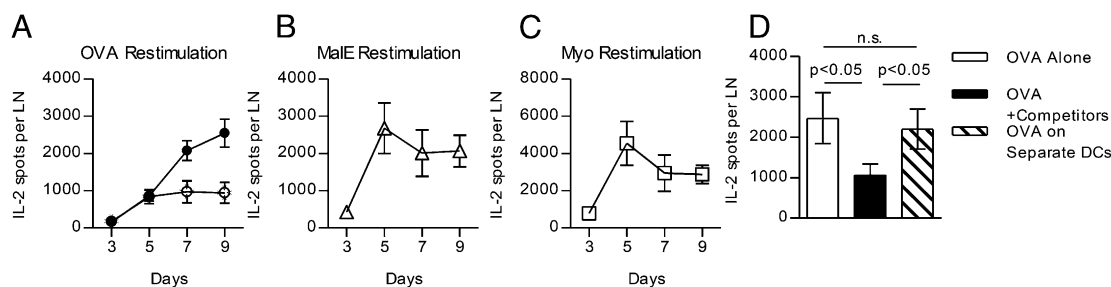 A
OVA Restimulation
IL-2 spots per LN
4000
3000
2000
1000
0
3 5 7 9
Days
B
MalE Restimulation
IL-2 spots per LN
4000
3000
2000
1000
0
3 5 7 9
Days
C
Myo Restimulation
IL-2 spots per LN
8000
6000
4000
2000
0
3 5 7 9
Days
D
IL-2 spots per LN
4000
3000
2000
1000
0
n.s.
p<0.05 p<0.05
OVA Alone
OVA
+Competitors
OVA on
Separate DCs